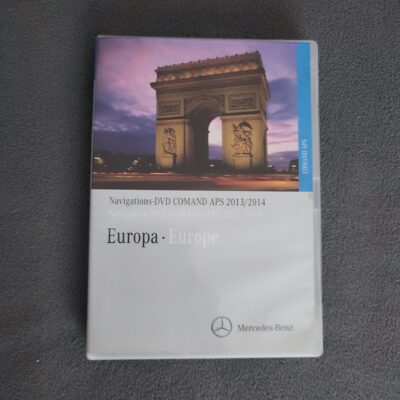 COMAND APS
Navigations-DVD COMAND APS 2013/2014
Navigation DVD COMAND APS 2013/2014
Europa · Europe
Mercedes-Benz